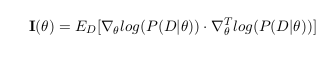 I(θ) = E_D[∇_θ log(P(D|θ)) · ∇_θ^T log(P(D|θ))]